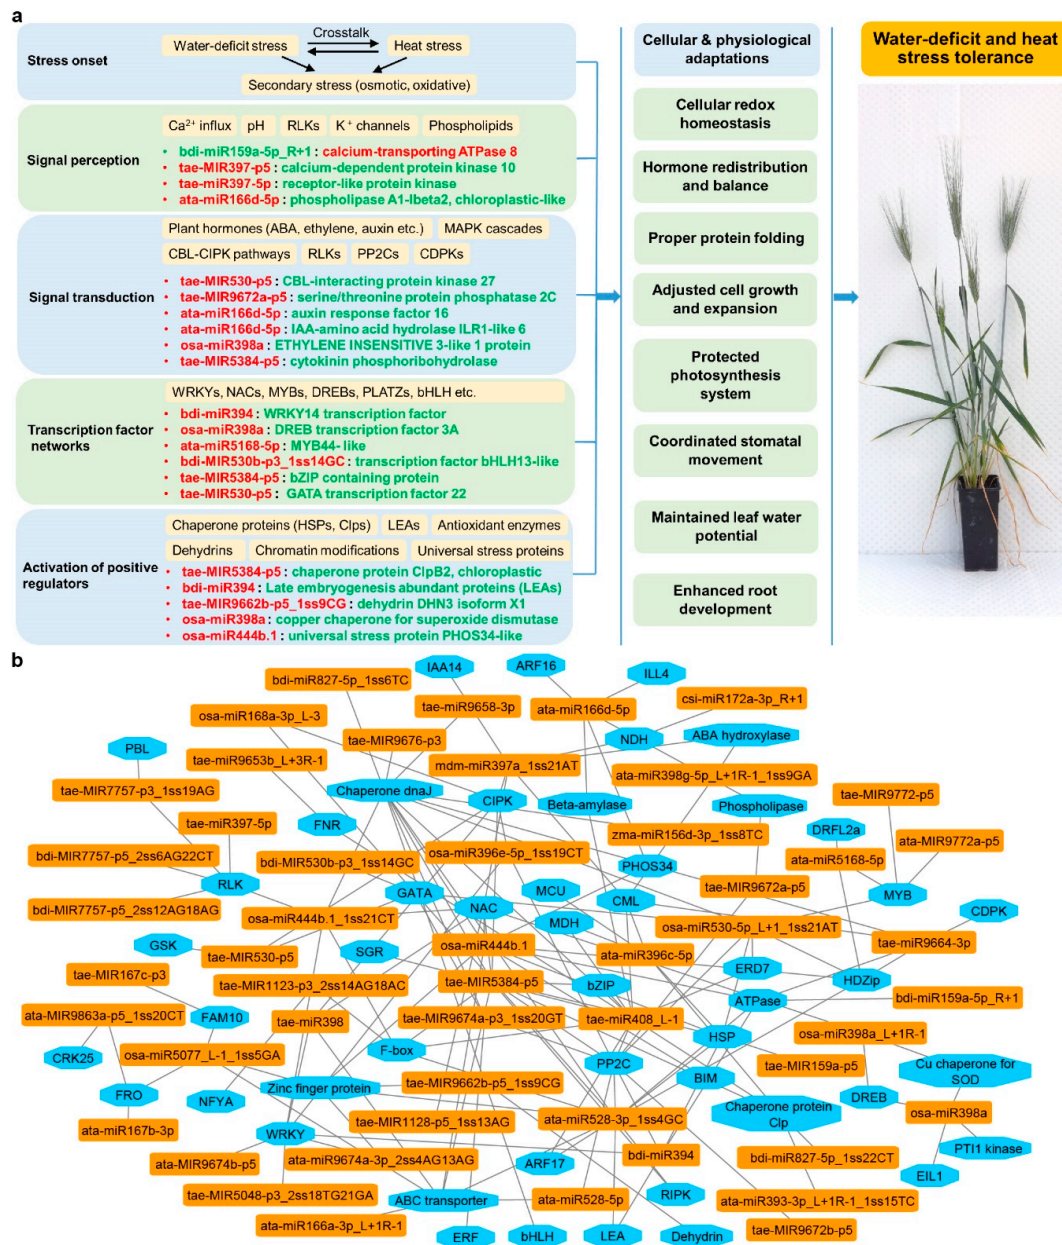 a
Stress onset
Water-deficit stress
Crosstalk
Heat stress
Secondary stress (osmotic, oxidative)
Signal perception
Ca2+ influx
pH
RLKs
K+ channels
Phospholipids
• bdi-miR159a-5p_R+1 : calcium-transporting ATPase 8
• tae-MIR397-p5 : calcium-dependent protein kinase 10
• tae-miR397-5p : receptor-like protein kinase
• ata-miR166d-5p : phospholipase A1-Ibeta2, chloroplastic-like
Signal transduction
Plant hormones (ABA, ethylene, auxin etc.)
MAPK cascades
CBL-CIPK pathways
RLKs
PP2Cs
CDPKs
• tae-MIR530-p5 : CBL-interacting protein kinase 27
• tae-MIR9672a-p5 : serine/threonine protein phosphatase 2C
• ata-miR166d-5p : auxin response factor 16
• ata-miR166d-5p : IAA-amino acid hydrolase ILR1-like 6
• osa-miR398a : ETHYLENE INSENSITIVE 3-like 1 protein
• tae-MIR5384-p5 : cytokinin phosphoribohydrolase
Transcription factor
networks
WRKYs, NACs, MYBs, DREBs, PLATZs, bHLH etc.
• bdi-miR394 : WRKY14 transcription factor
• osa-miR398a : DREB transcription factor 3A
• ata-miR5168-5p : MYB44- like
• bdi-MIR530b-p3_1ss14GC : transcription factor bHLH13-like
• tae-MIR5384-p5 : bZIP containing protein
• tae-MIR530-p5 : GATA transcription factor 22
Activation of positive
regulators
Chaperone proteins (HSPs, Clps)
LEAs
Antioxidant enzymes
Dehydrins
Chromatin modifications
Universal stress proteins
• tae-MIR5384-p5 : chaperone protein ClpB2, chloroplastic
• bdi-miR394 : Late embryogenesis abundant proteins (LEAs)
• tae-MIR9662b-p5_1ss9CG : dehydrin DHN3 isoform X1
• osa-miR398a : copper chaperone for superoxide dismutase
• osa-miR444b.1 : universal stress protein PHOS34-like
Cellular & physiological
adaptations
Cellular redox
homeostasis
Hormone redistribution
and balance
Proper protein folding
Adjusted cell growth
and expansion
Protected
photosynthesis
system
Coordinated stomatal
movement
Maintained leaf water
potential
Enhanced root
development
Water-deficit and heat
stress tolerance
b
IAA14
ARF16
ILL4
bdi-miR827-5p_1ss6TC
tae-miR9658-3p
ata-miR166d-5p
csi-miR172a-3p_R+1
osa-miR168a-3p_L-3
PBL
tae-MIR9676-p3
NDH
ABA hydroxylase
tae-miR9653b_L+3R-1
mdm-miR397a_1ss21AT
ata-miR398g-5p_L+1R-1_1ss9GA
tae-MIR7757-p3_1ss19AG
Chaperone dnaJ
CIPK
Beta-amylase
Phospholipase
tae-MIR9772-p5
tae-miR397-5p
FNR
zma-miR156d-3p_1ss8TC
DRFL2a
ata-MIR9772a-p5
bdi-MIR7757-p5_2ss6AG22CT
bdi-MIR530b-p3_1ss14GC
osa-miR396e-5p_1ss19CT
PHOS34
ata-miR5168-5p
RLK
GATA
MCU
CML
tae-MIR9672a-p5
MYB
bdi-MIR7757-p5_2ss12AG18AG
osa-miR444b.1_1ss21CT
NAC
MDH
osa-miR530-5p_L+1_1ss21AT
CDPK
GSK
tae-MIR530-p5
SGR
osa-miR444b.1
ata-miR396c-5p
tae-miR9664-3p
tae-MIR167c-p3
tae-MIR1123-p3_2ss14AG18AC
tae-MIR5384-p5
bZIP
ERD7
HDZip
ATPase
bdi-miR159a-5p_R+1
ata-MIR9863a-p5_1ss20CT
FAM10
tae-miR398
tae-MIR9674a-p3_1ss20GT
tae-miR408_L-1
HSP
osa-miR398a_L+1R-1
CRK25
osa-miR5077_L-1_1ss5GA
F-box
PP2C
tae-MIR159a-p5
Cu chaperone for
SOD
FRO
NFYA
Zinc finger protein
tae-MIR9662b-p5_1ss9CG
BIM
DREB
osa-miR398a
ata-miR167b-3p
WRKY
tae-MIR1128-p5_1ss13AG
ata-miR528-3p_1ss4GC
Chaperone protein
Clp
PTI1 kinase
ata-MIR9674b-p5
ata-miR9674a-3p_2ss4AG13AG
ARF17
bdi-miR394
bdi-miR827-5p_1ss22CT
EIL1
tae-MIR5048-p3_2ss18TG21GA
ABC transporter
ata-miR528-5p
RIPK
ata-miR393-3p_L+1R-1_1ss15TC
ata-miR166a-3p_L+1R-1
ERF
bHLH
LEA
Dehydrin
tae-MIR9672b-p5